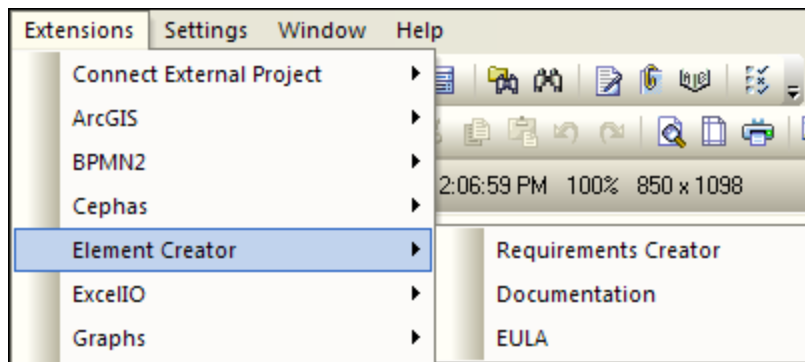 Extensions Settings Window Help
Connect External Project
ArcGIS
BPMN2
2:06:59 PM 100% 850 x 1098
Cephas
Element Creator
Requirements Creator
ExcelIO
Documentation
Graphs
EULA